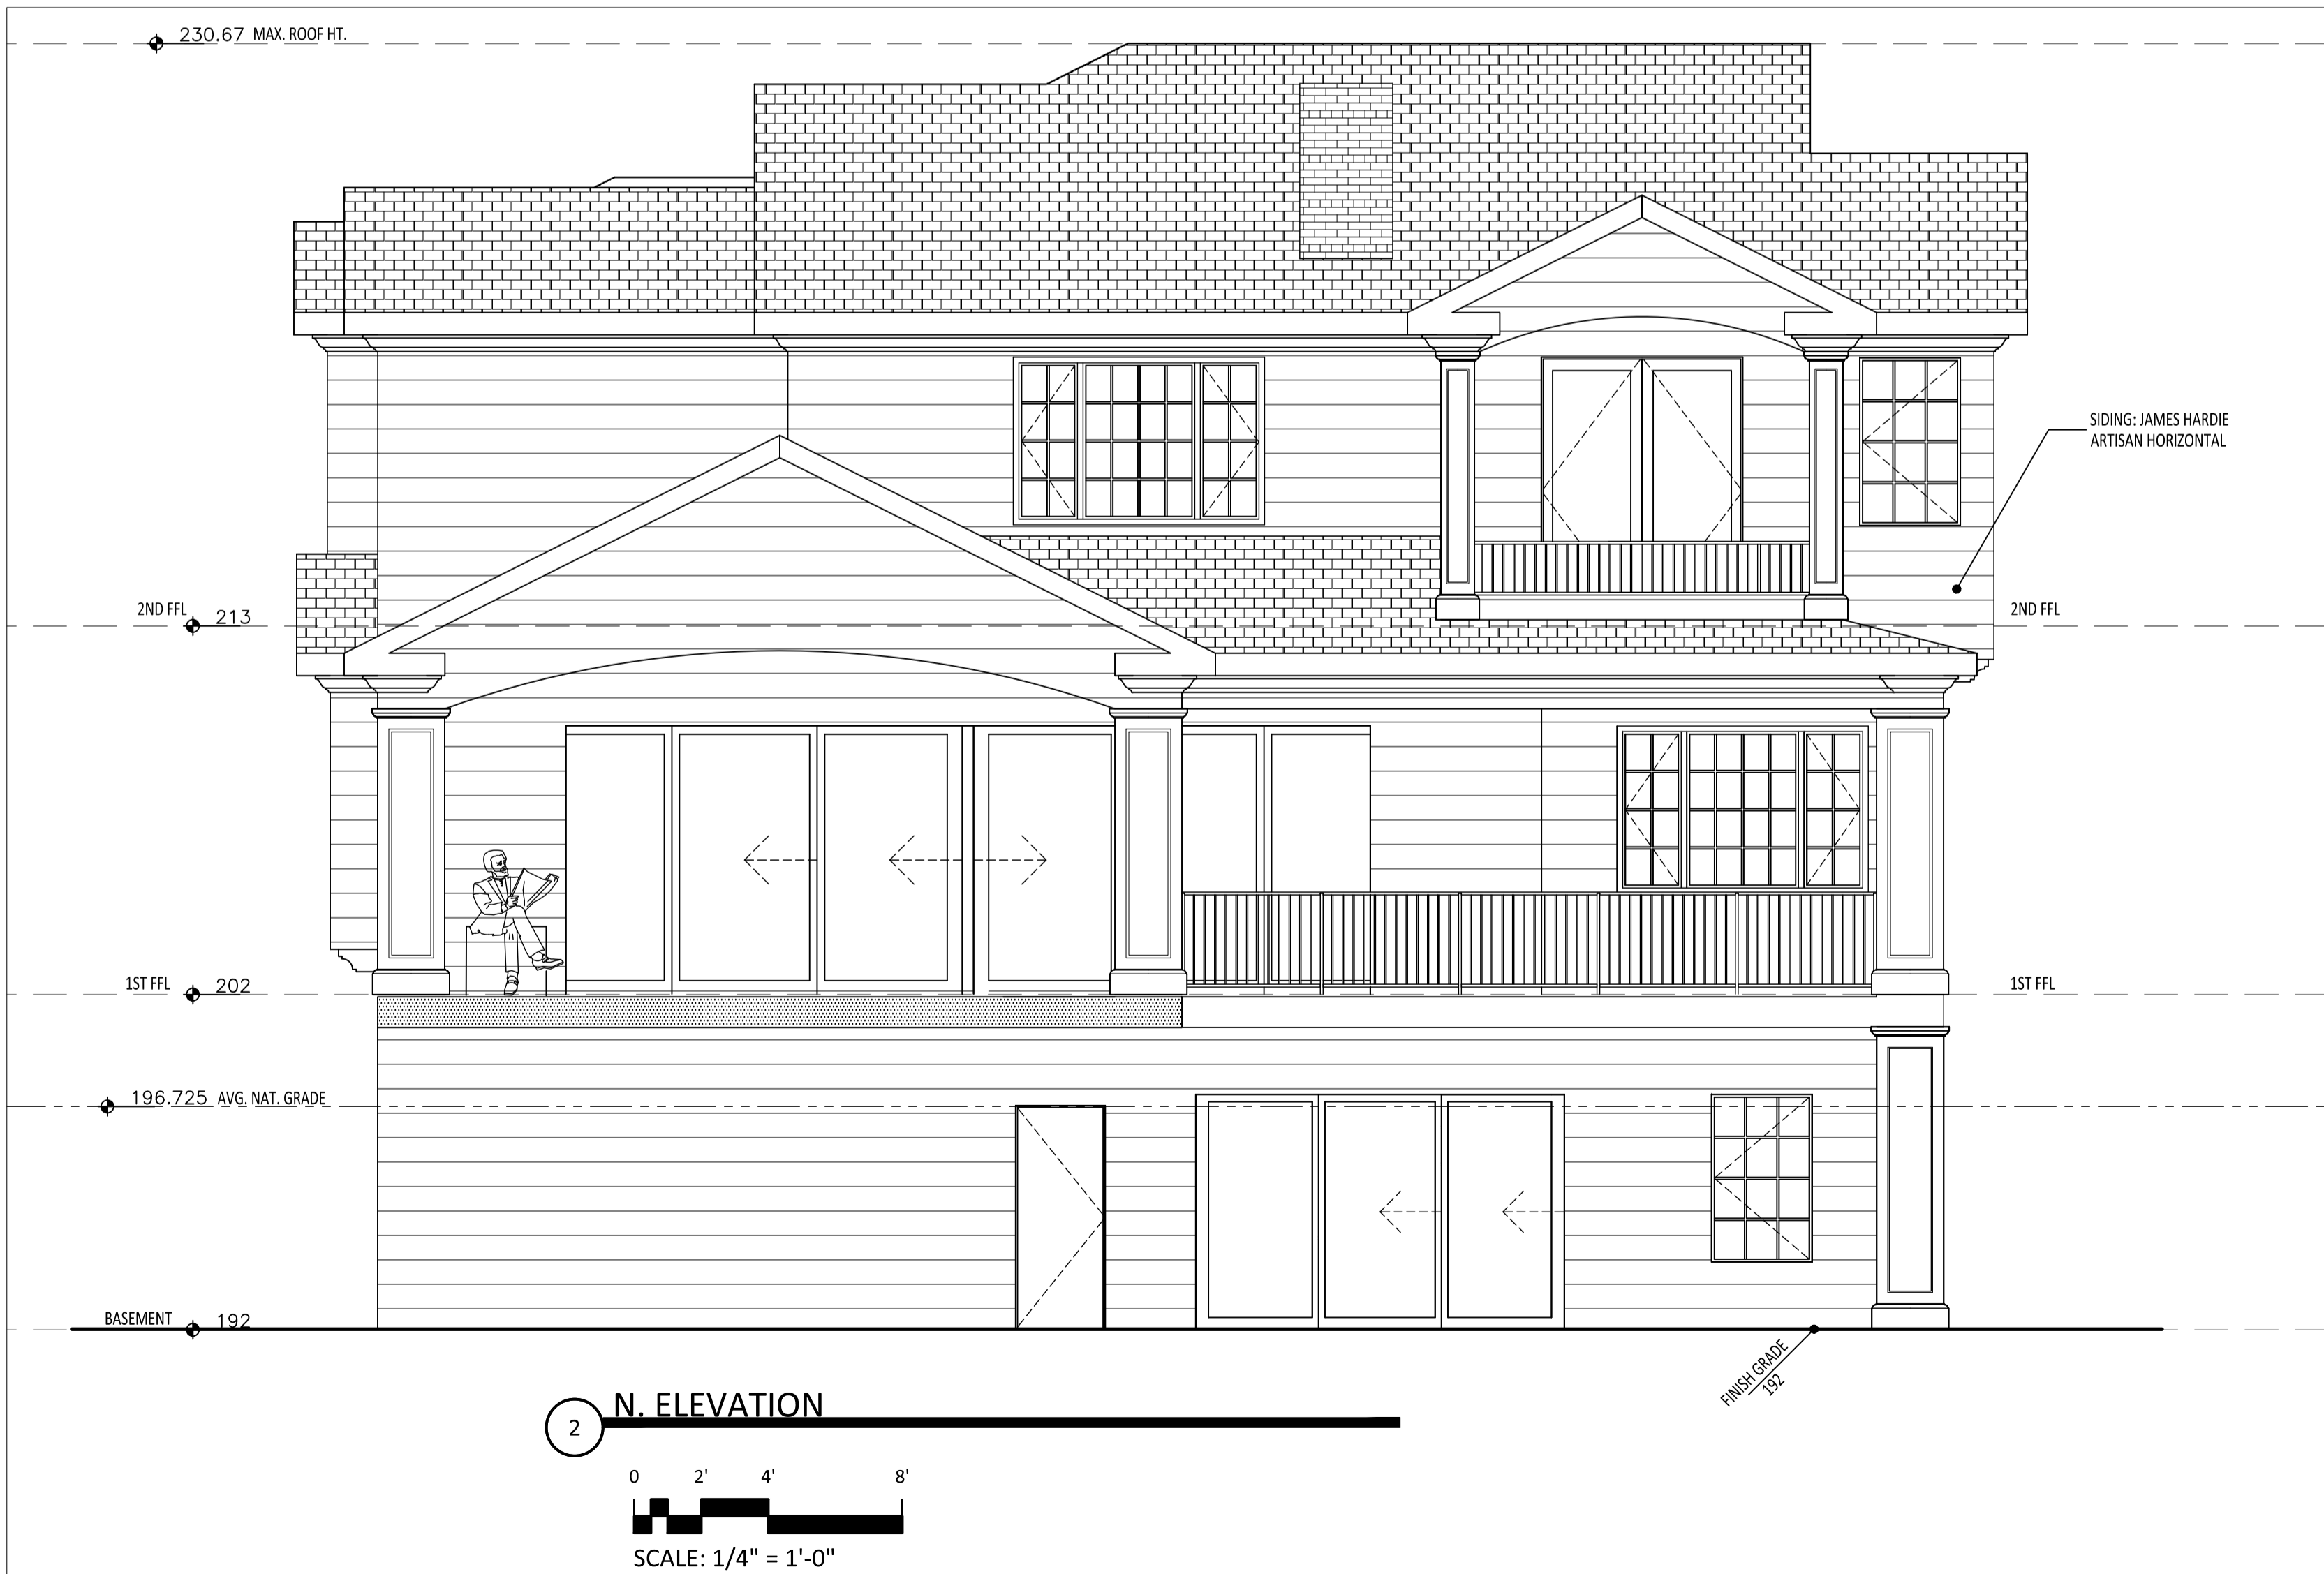 230.67 MAX. ROOF HT.
SIDING: JAMES HARDIE
ARTISAN HORIZONTAL
2ND FFL 213
2ND FFL
1ST FFL 202
1ST FFL
196.725 AVG. NAT. GRADE
BASEMENT 192
FINISH GRADE
192
2 N. ELEVATION
0 2' 4' 8'
SCALE: 1/4" = 1'-0"